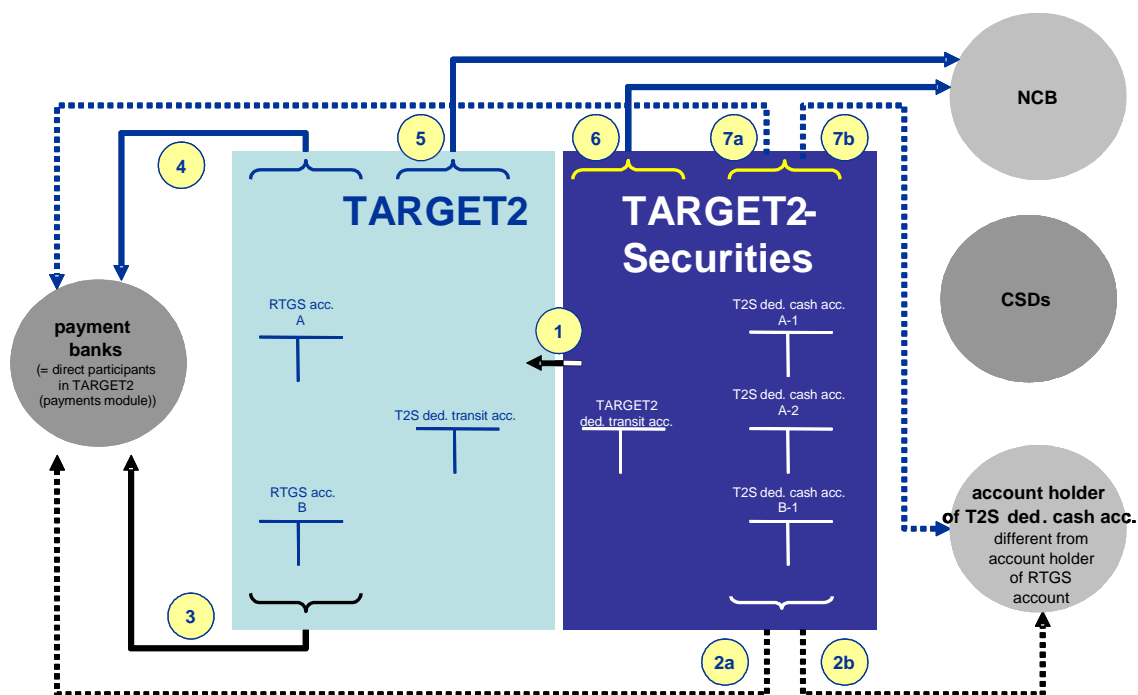 NCB
5
6
7a
7b
4
TARGET2
TARGET2-
Securities
CSDs
RTGS acc.
A
T2S ded. cash acc.
A-1
1
payment
banks
(= direct participants
in TARGET2
(payments module))
T2S ded. transit acc.
TARGET2
ded. transit acc.
T2S ded. cash acc.
A-2
RTGS acc.
B
T2S ded. cash acc.
B-1
account holder
of T2S ded. cash acc.
different from
account holder
of RTGS
account
3
2a
2b